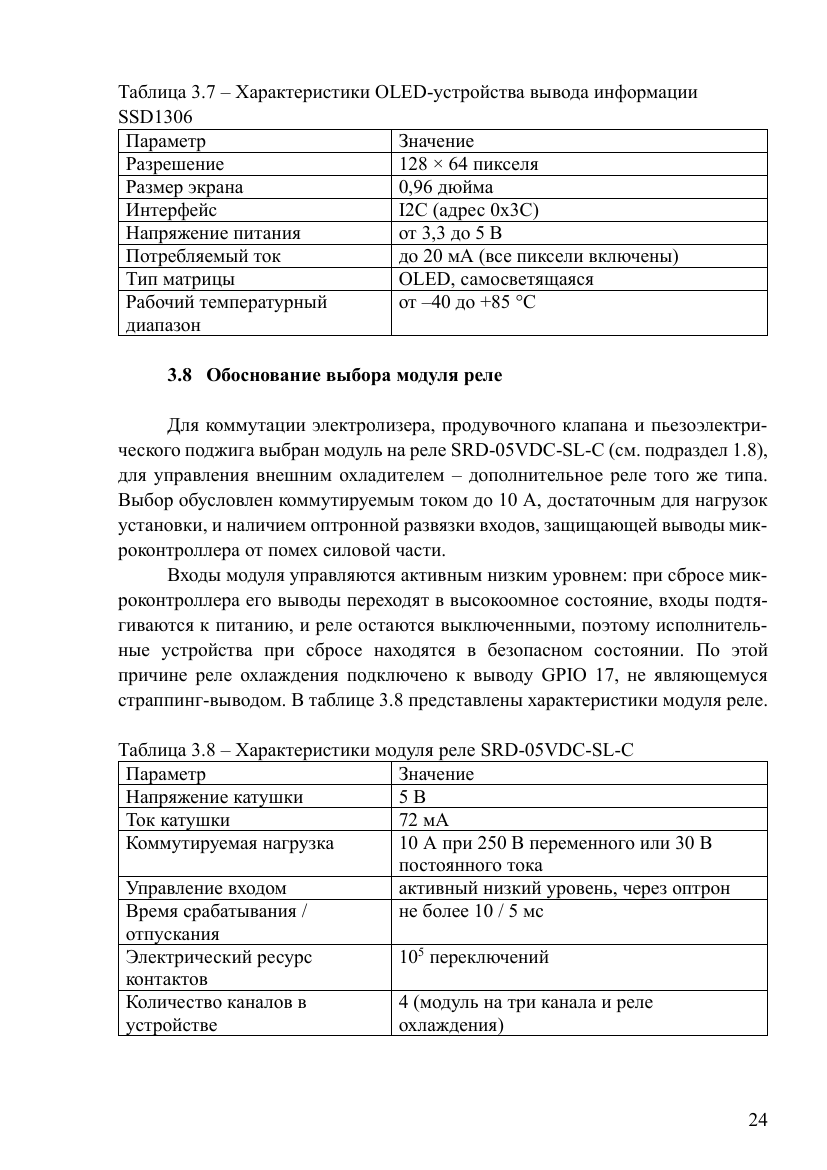 Таблица 3.7 – Характеристики OLED-устройства вывода информации
SSD1306
Параметр Значение
Разрешение 128 × 64 пикселя
Размер экрана 0,96 дюйма
Интерфейс I2C (адрес 0x3C)
Напряжение питания от 3,3 до 5 В
Потребляемый ток до 20 мА (все пиксели включены)
Тип матрицы OLED, самосветящаяся
Рабочий температурный от –40 до +85 °C
диапазон
3.8 Обоснование выбора модуля реле
Для коммутации электролизера, продувочного клапана и пьезоэлектри-
ческого поджига выбран модуль на реле SRD-05VDC-SL-C (см. подраздел 1.8),
для управления внешним охладителем – дополнительное реле того же типа.
Выбор обусловлен коммутируемым током до 10 А, достаточным для нагрузок
установки, и наличием оптронной развязки входов, защищающей выводы мик-
роконтроллера от помех силовой части.
Входы модуля управляются активным низким уровнем: при сбросе мик-
роконтроллера его выводы переходят в высокоомное состояние, входы подтя-
гиваются к питанию, и реле остаются выключенными, поэтому исполнитель-
ные устройства при сбросе находятся в безопасном состоянии. По этой
причине реле охлаждения подключено к выводу GPIO 17, не являющемуся
страппинг-выводом. В таблице 3.8 представлены характеристики модуля реле.
Таблица 3.8 – Характеристики модуля реле SRD-05VDC-SL-C
Параметр Значение
Напряжение катушки 5 В
Ток катушки 72 мА
Коммутируемая нагрузка 10 А при 250 В переменного или 30 В
постоянного тока
Управление входом активный низкий уровень, через оптрон
Время срабатывания / не более 10 / 5 мс
отпускания
Электрический ресурс 10⁵ переключений
контактов
Количество каналов в 4 (модуль на три канала и реле
устройстве охлаждения)
24